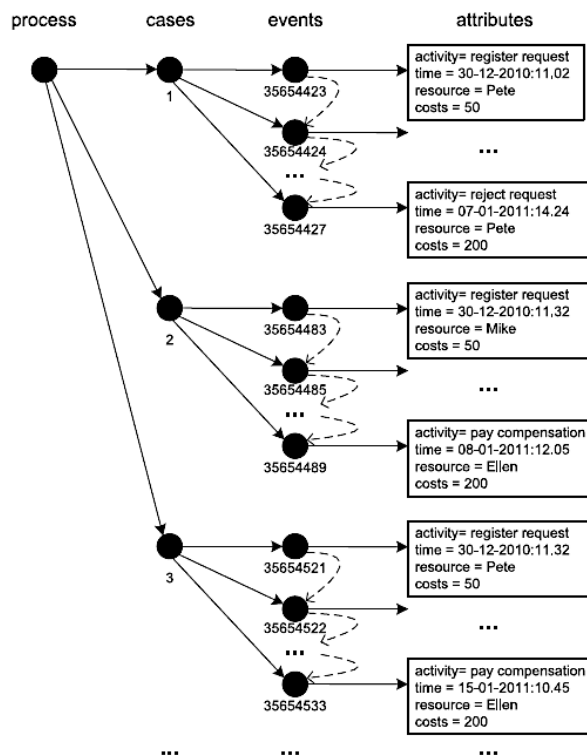 process cases events attributes
activity= register request
time = 30-12-2010:11,02
resource = Pete
costs = 50
35654423
1
35654424
...
...
activity= reject request
time = 07-01-2011:14.24
resource = Pete
costs = 200
35654427
activity= register request
time = 30-12-2010:11,32
resource = Mike
costs = 50
35654483
2
35654485
...
...
activity= pay compensation
time = 08-01-2011:12.05
resource = Ellen
costs = 200
35654489
activity= register request
time = 30-12-2010:11.32
resource = Pete
costs = 50
35654521
3
35654522
...
...
activity= pay compensation
time = 15-01-2011:10.45
resource = Ellen
costs = 200
35654533
... ... ...